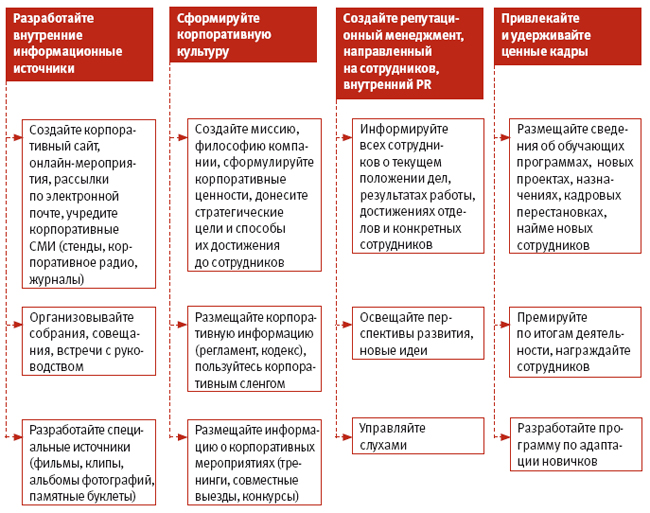 Разработайте
внутренние
информационные
источники
Создайте корпора-
тивный сайт,
онлайн-мероприя-
тия, рассылки
по электронной
почте, учредите
корпоративные
СМИ (стенды, кор-
поративное радио,
журналы)
Организовывайте
собрания, совеща-
ния, встречи с руко-
водством
Разработайте специ-
альные источники
(фильмы, клипы,
альбомы фотографий,
памятные буклеты)
Сформируйте
корпоративную
культуру
Создайте миссию,
философию компа-
нии, сформулируйте
корпоративные
ценности, донесите
стратегические
цели и способы
их достижения
до сотрудников
Размещайте корпо-
ративную информацию
(регламент, кодекс),
пользуйтесь корпора-
тивным сленгом
Размещайте информа-
цию о корпоративных
мероприятиях (тре-
нинги, совместные
выезды, конкурсы)
Создайте репутаци-
онный менеджмент,
направленный
на сотрудников,
внутренний PR
Информируйте
всех сотрудни-
ков о текущем
положении дел,
результатах работы,
достижениях отде-
лов и конкретных
сотрудников
Освещайте пер-
спективы развития,
новые идеи
Управляйте
слухами
Привлекайте
и удерживайте
ценные кадры
Размещайте сведе-
ния об обучающих
программах, новых
проектах, назна-
чениях, кадровых
перестановках,
найме новых
сотрудников
Премируйте
по итогам деятель-
ности, награждайте
сотрудников
Разработайте про-
грамму по адапта-
ции новичков